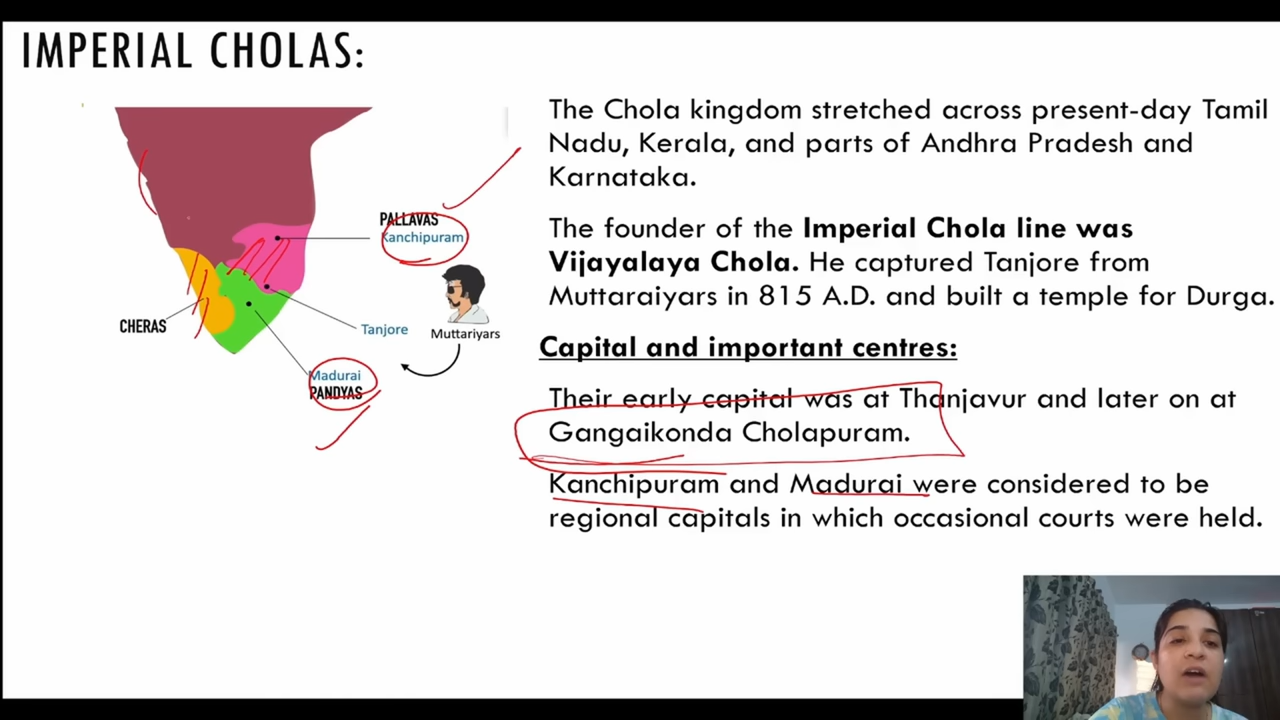 IMPERIAL CHOLAS:
PALLAVAS
Kanchipuram
CHERAS
Tanjore
Muttariyars
Madurai
PANDYAS
The Chola kingdom stretched across present-day Tamil
Nadu, Kerala, and parts of Andhra Pradesh and
Karnataka.
The founder of the Imperial Chola line was
Vijayalaya Chola. He captured Tanjore from
Muttaraiyars in 815 A.D. and built a temple for Durga.
Capital and important centres:
Their early capital was at Thanjavur and later on at
Gangaikonda Cholapuram.
Kanchipuram and Madurai were considered to be
regional capitals in which occasional courts were held.